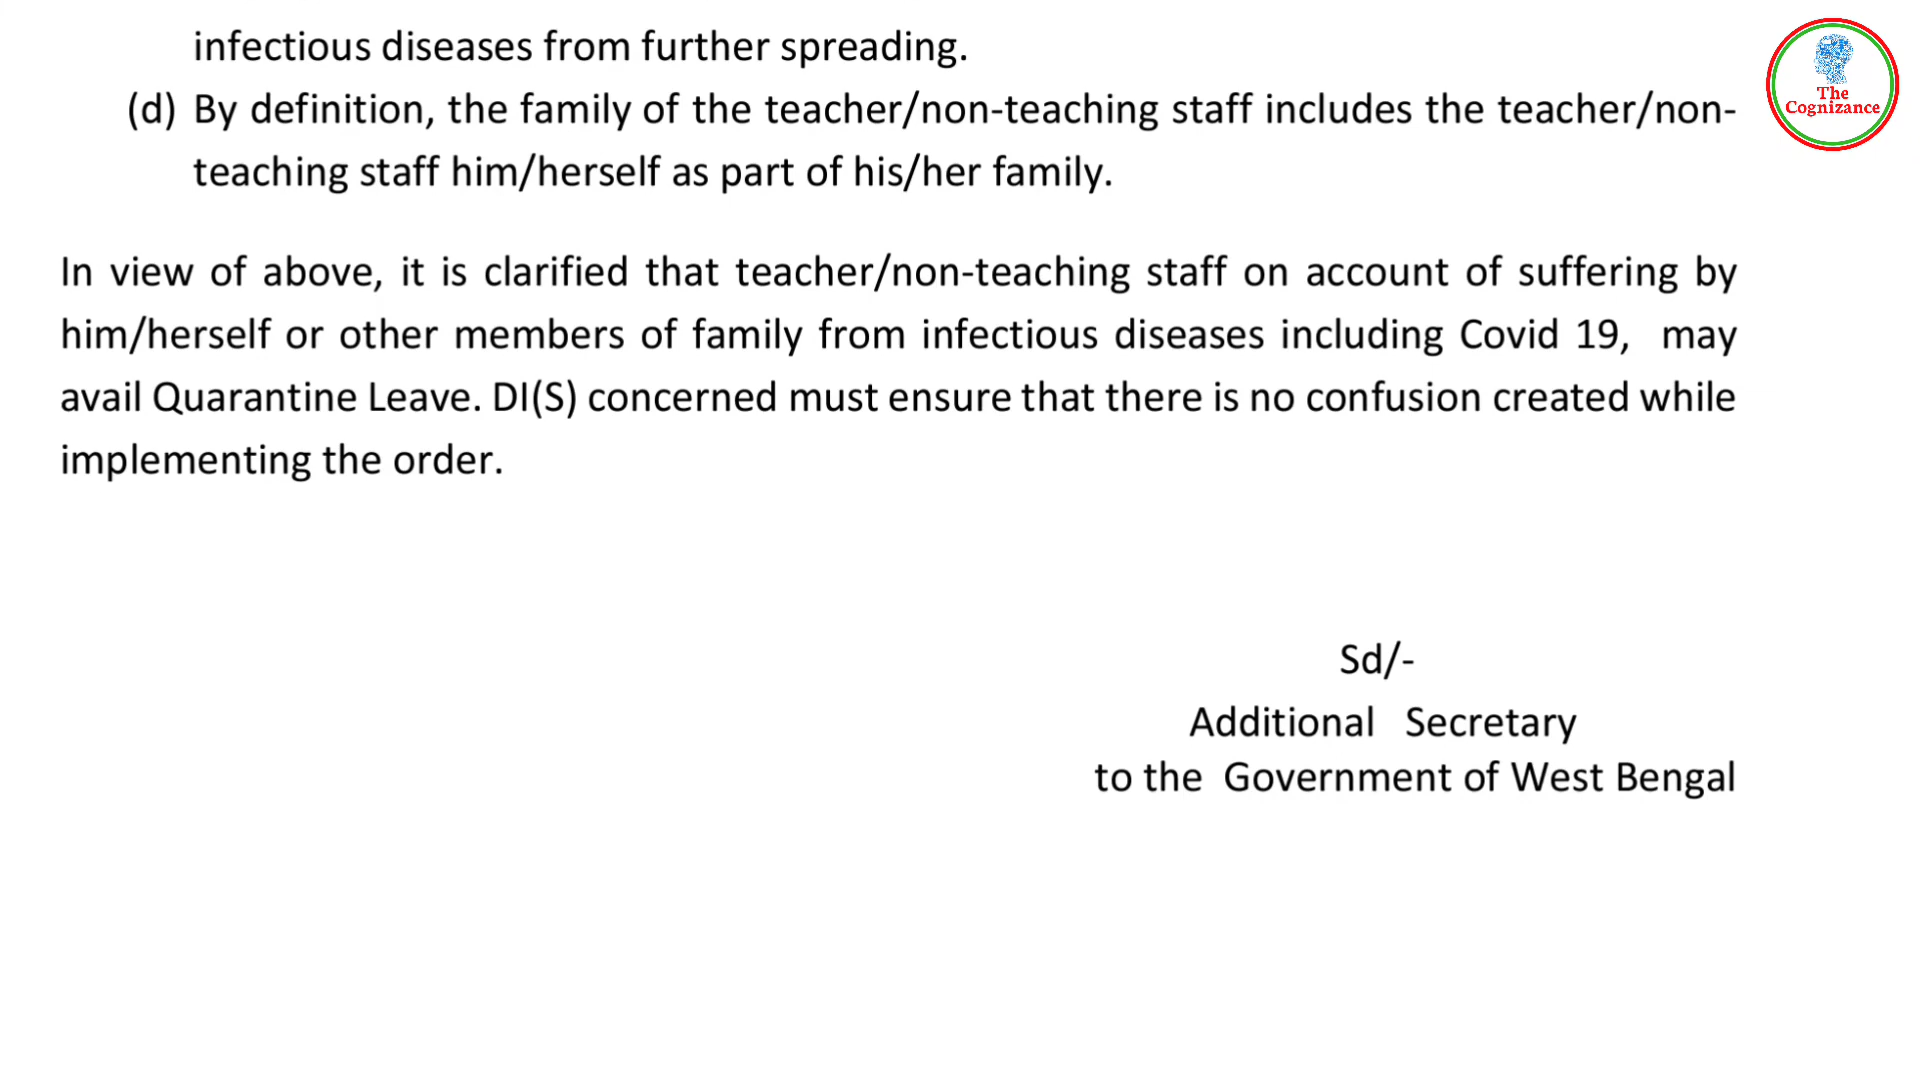 infectious diseases from further spreading.
(d) By definition, the family of the teacher/non-teaching staff includes the teacher/non-
teaching staff him/herself as part of his/her family.
In view of above, it is clarified that teacher/non-teaching staff on account of suffering by
him/herself or other members of family from infectious diseases including Covid 19, may
avail Quarantine Leave. DI(S) concerned must ensure that there is no confusion created while
implementing the order.
Sd/-
Additional Secretary
to the Government of West Bengal
The
Cognizance